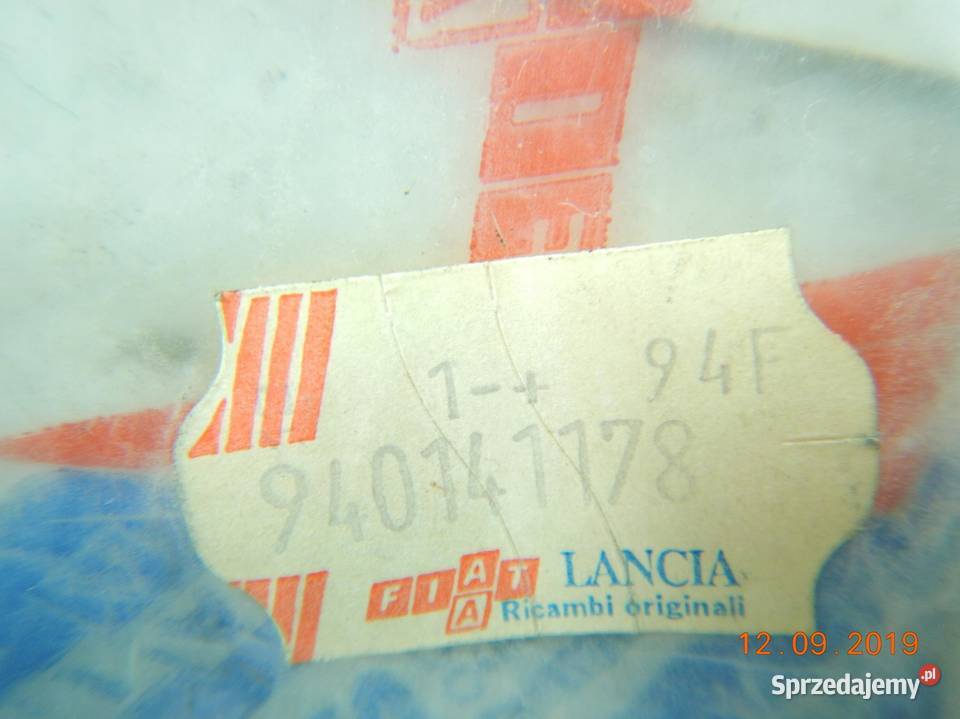 1-+ 94F
940141178
FIAT LANCIA
A
Ricambi originali
12.09.2019
Sprzedajemy.pl